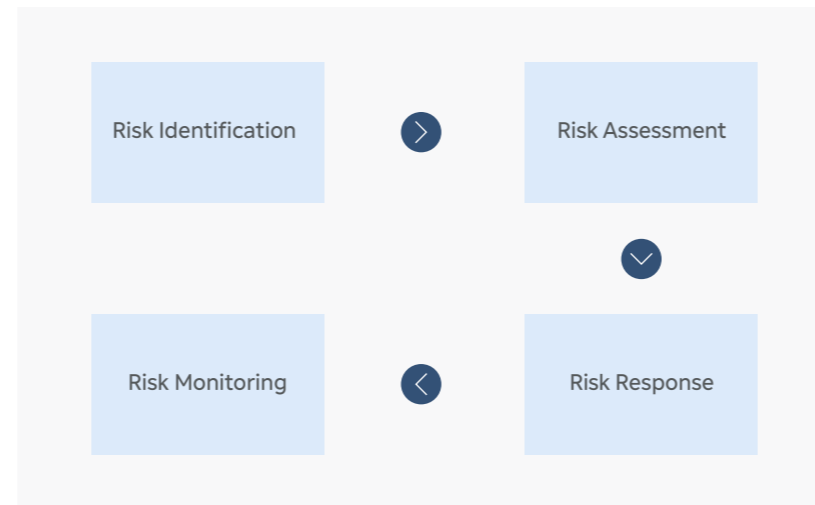 Risk Identification
Risk Assessment
Risk Response
Risk Monitoring